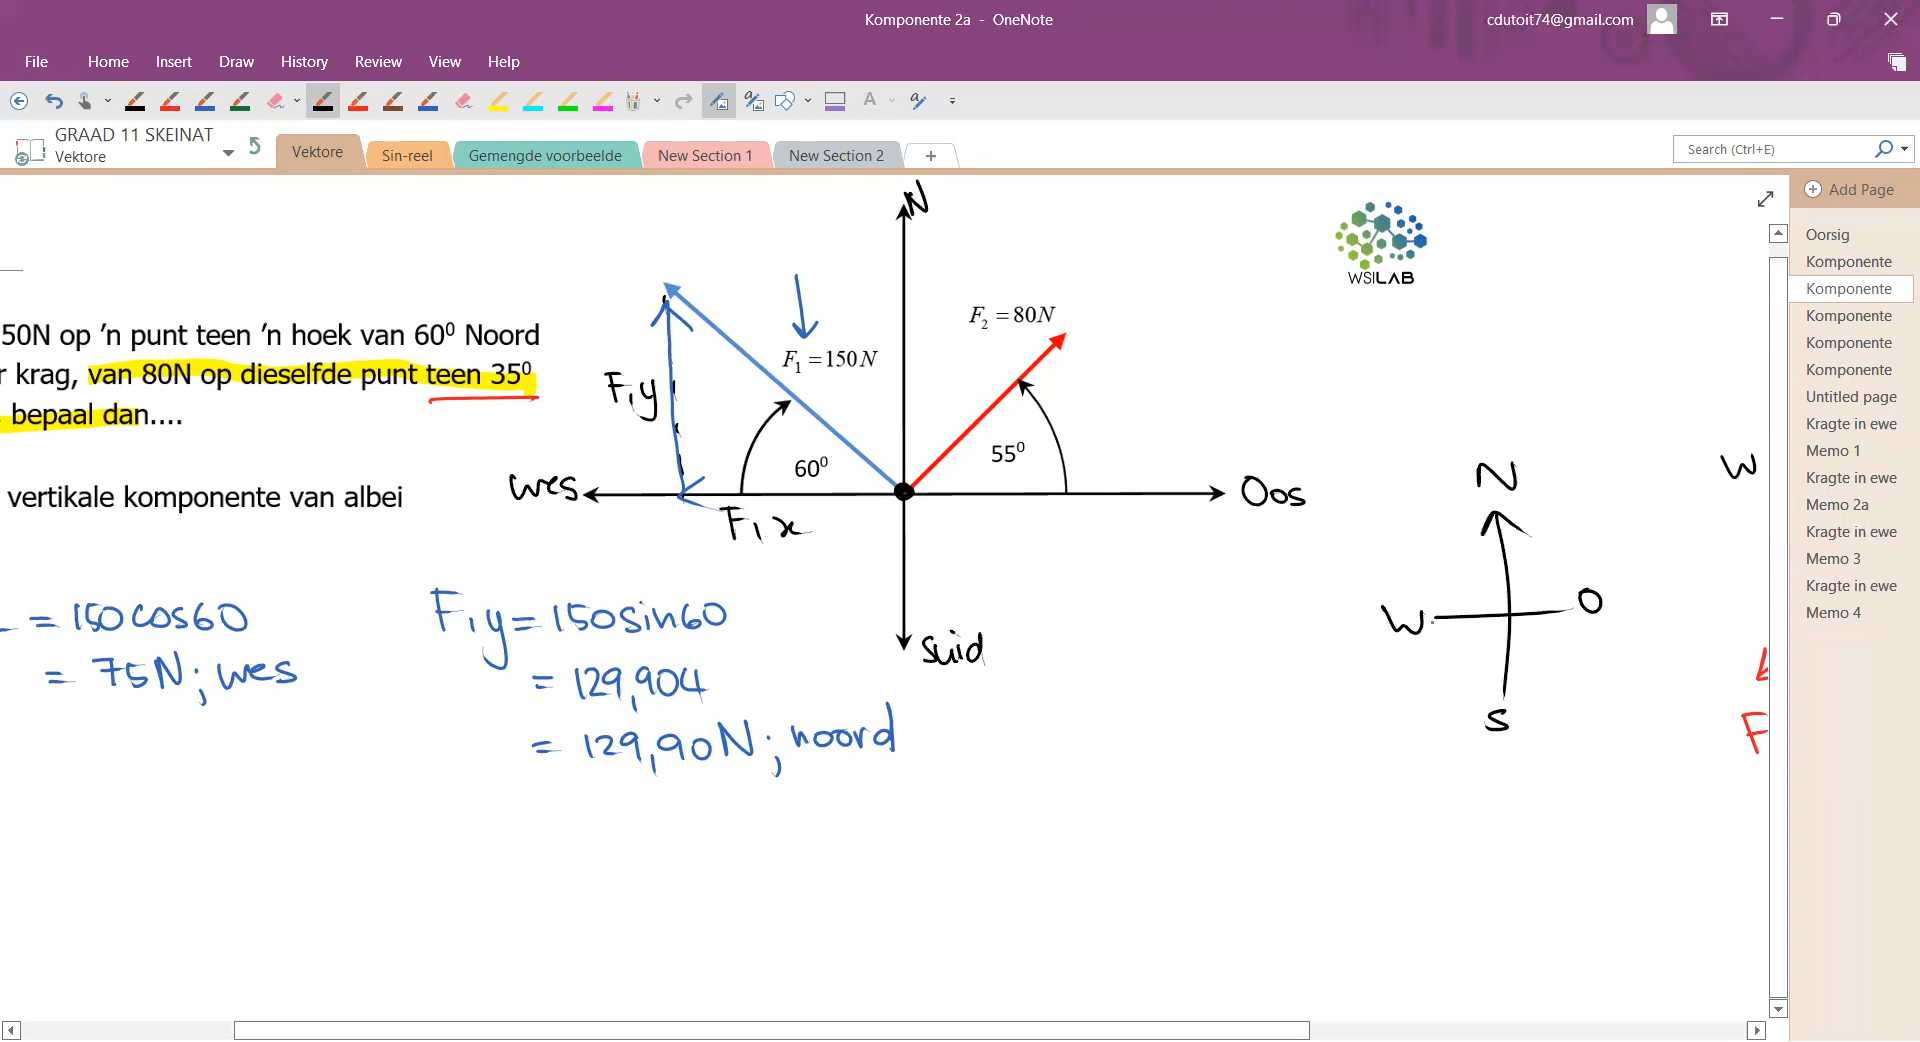 Komponente 2a - OneNote
cdutoit74@gmail.com
File Home Insert Draw History Review View Help
GRAAD 11 SKEINAT
Vektore
Vektore Sin-reel Gemengde voorbeelde New Section 1 New Section 2 +
Search (Ctrl+E)
Add Page
Oorsig
Komponente
Komponente
Komponente
Komponente
Komponente
Untitled page
Kragte in ewe
Memo 1
Kragte in ewe
Memo 2a
Kragte in ewe
Memo 3
Kragte in ewe
Memo 4
N
WSILAB
50N op 'n punt teen 'n hoek van 60⁰ Noord
r krag, van 80N op dieselfde punt teen 35⁰
bepaal dan....
vertikale komponente van albei
F₂ = 80N
F₁ = 150N
F₁y
60⁰
55⁰
wes
Oos
F₁x
suid
= 150cos60
= 75N; wes
F₁y = 150sin60
= 129,904
= 129,90N; noord
N
W
O
S
W
F